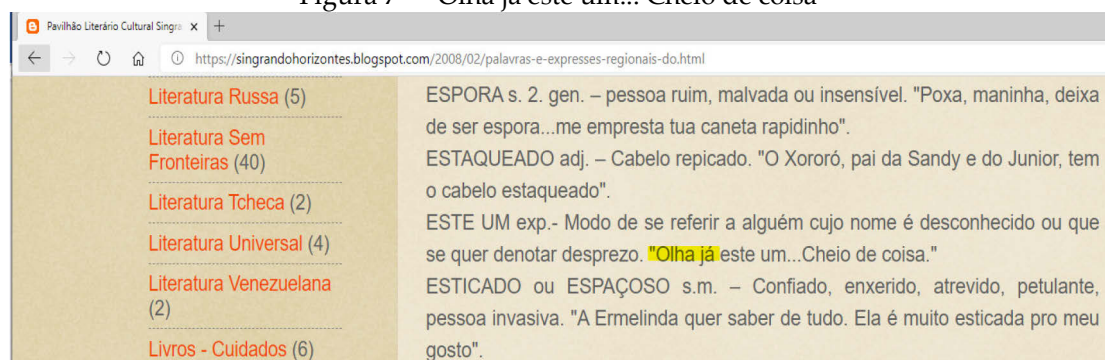 Figura 7 — Olha já este um... Cheio de coisa
Pavilhão Literário Cultural Singra
https://singrandohorizontes.blogspot.com/2008/02/palavras-e-expresses-regionais-do.html
Literatura Russa (5)
Literatura Sem
Fronteiras (40)
Literatura Tcheca (2)
Literatura Universal (4)
Literatura Venezuelana
(2)
Livros - Cuidados (6)
ESPORA s. 2. gen. – pessoa ruim, malvada ou insensível. "Poxa, maninha, deixa
de ser espora...me empresta tua caneta rapidinho".
ESTAQUEADO adj. – Cabelo repicado. "O Xororó, pai da Sandy e do Junior, tem
o cabelo estaqueado".
ESTE UM exp.- Modo de se referir a alguém cujo nome é desconhecido ou que
se quer denotar desprezo. "Olha já este um...Cheio de coisa."
ESTICADO ou ESPAÇOSO s.m. – Confiado, enxerido, atrevido, petulante,
pessoa invasiva. "A Ermelinda quer saber de tudo. Ela é muito esticada pro meu
gosto".